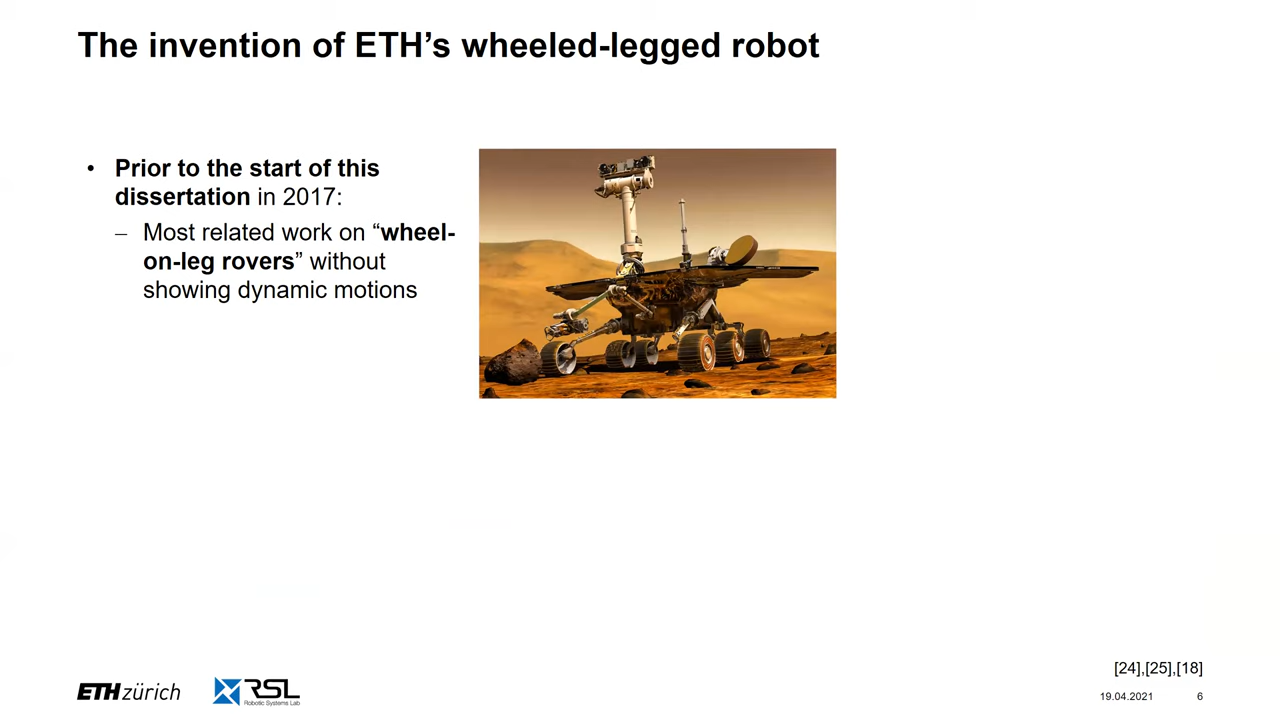 The invention of ETH’s wheeled-legged robot
• Prior to the start of this
dissertation in 2017:
– Most related work on “wheel-
on-leg rovers” without
showing dynamic motions
[24],[25],[18]
ETH zürich
RSL
Robotic Systems Lab
19.04.2021
6